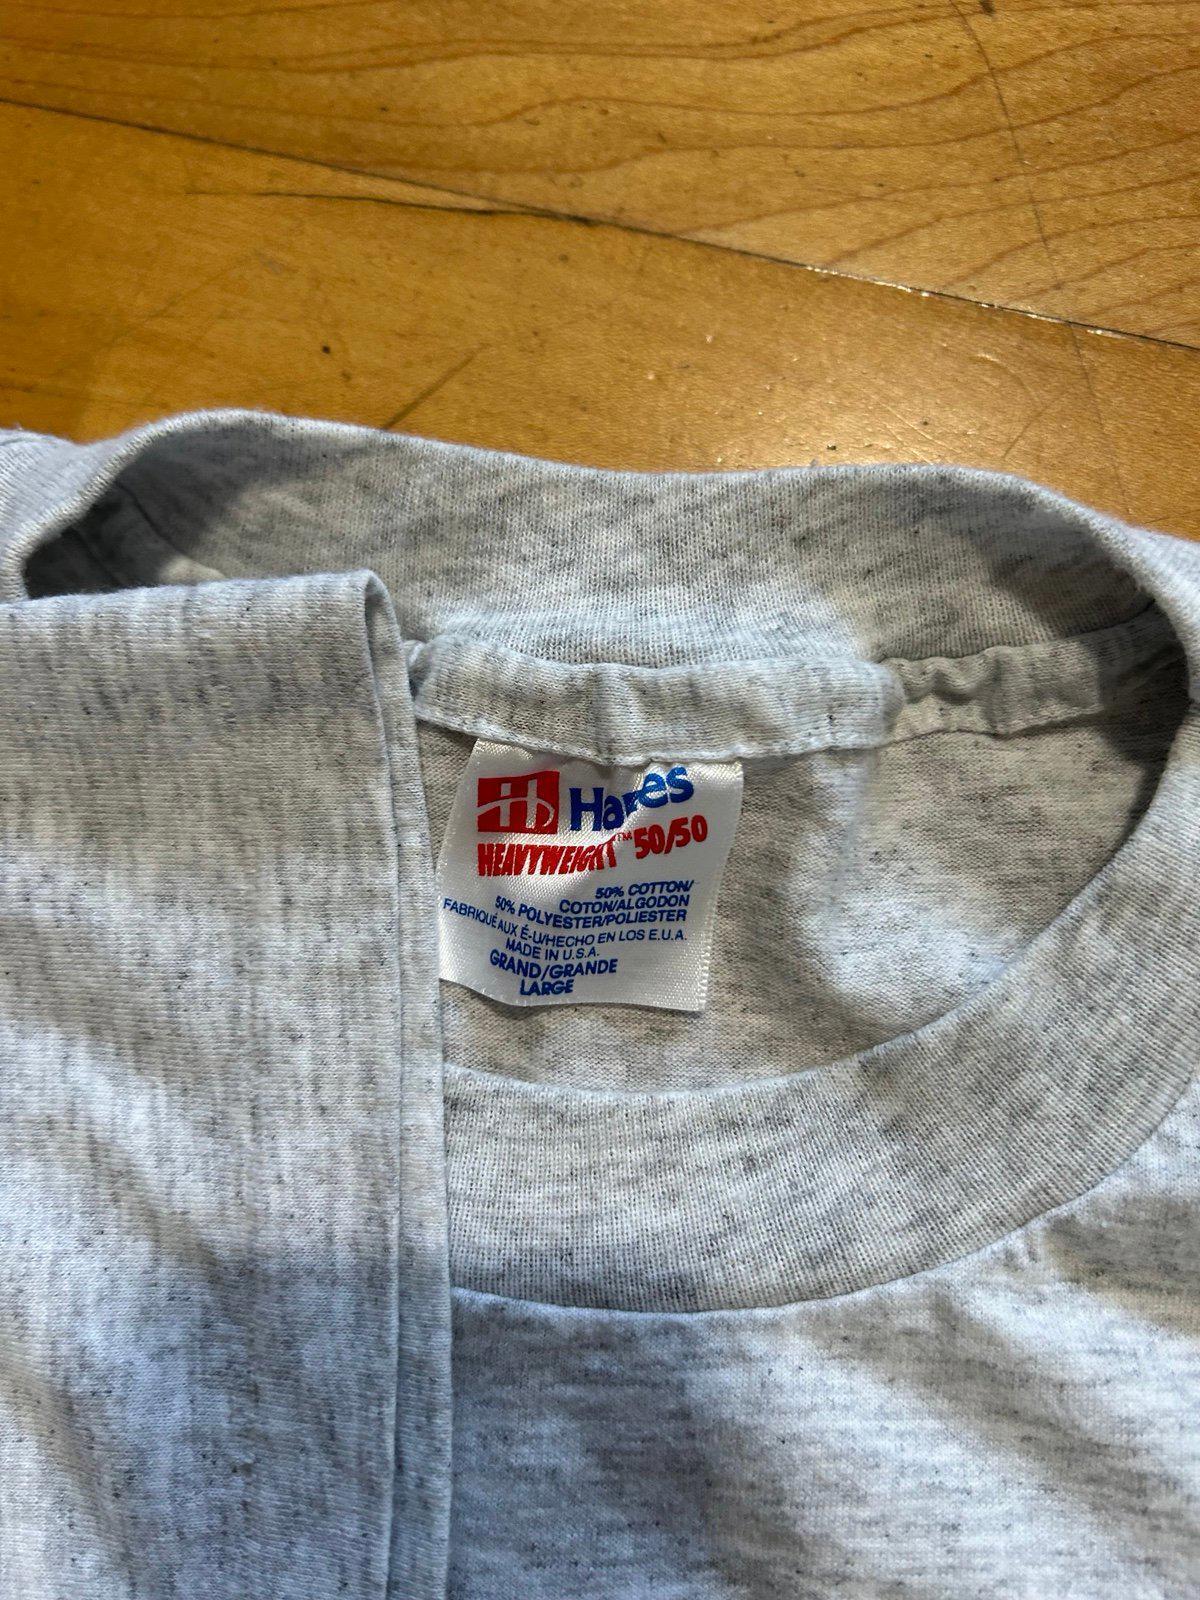 Hanes
HEAVYWEIGHT™ 50/50
50% COTTON/
COTON/ALGODON
50% POLYESTER/POLIESTER
FABRIQUÉ AUX É-U/HECHO EN LOS E.U.A.
MADE IN U.S.A.
GRAND/GRANDE
LARGE